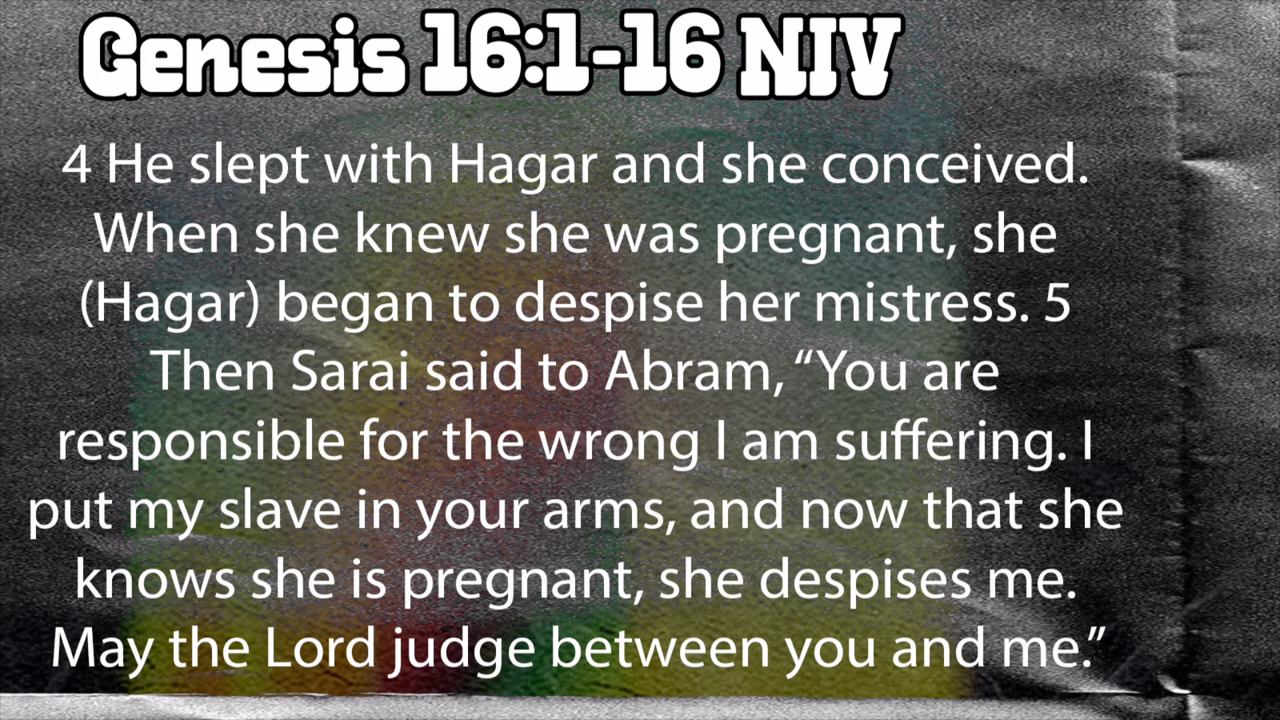 Genesis 16:1-16 NIV
4 He slept with Hagar and she conceived.
When she knew she was pregnant, she
(Hagar) began to despise her mistress. 5
Then Sarai said to Abram, “You are
responsible for the wrong I am suffering. I
put my slave in your arms, and now that she
knows she is pregnant, she despises me.
May the Lord judge between you and me.”